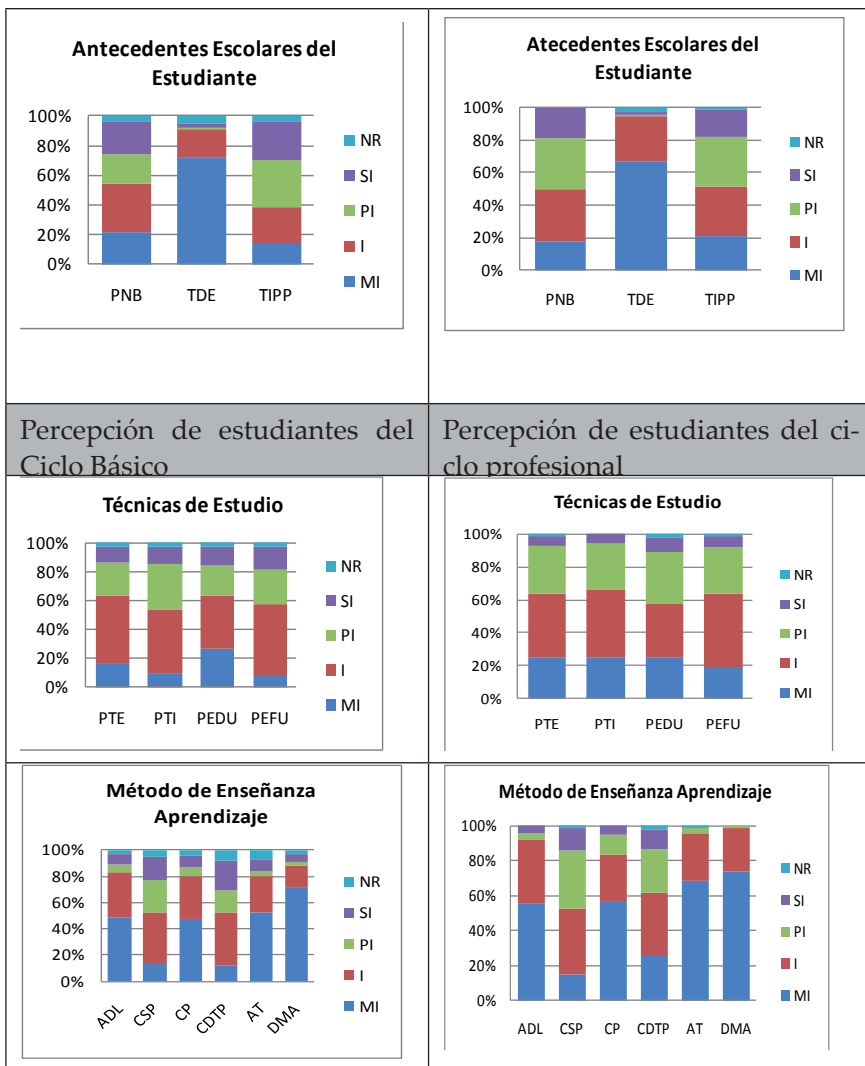 Antecedentes Escolares del
Estudiante
100%
80%
60%
40%
20%
0%
PNB TDE TIPP
NR
SI
PI
I
MI
Atecedentes Escolares del
Estudiante
100%
80%
60%
40%
20%
0%
PNB TDE TIPP
NR
SI
PI
I
MI
Percepción de estudiantes del
Ciclo Básico
Percepción de estudiantes del ci-
clo profesional
Técnicas de Estudio
100%
80%
60%
40%
20%
0%
PTE PTI PEDU PEFU
NR
SI
PI
I
MI
Técnicas de Estudio
100%
80%
60%
40%
20%
0%
PTE PTI PEDU PEFU
NR
SI
PI
I
MI
Método de Enseñanza
Aprendizaje
100%
80%
60%
40%
20%
0%
ADL CSP CP CDTP AT DMA
NR
SI
PI
I
MI
Método de Enseñanza Aprendizaje
100%
80%
60%
40%
20%
0%
ADL CSP CP CDTP AT DMA
NR
SI
PI
I
MI